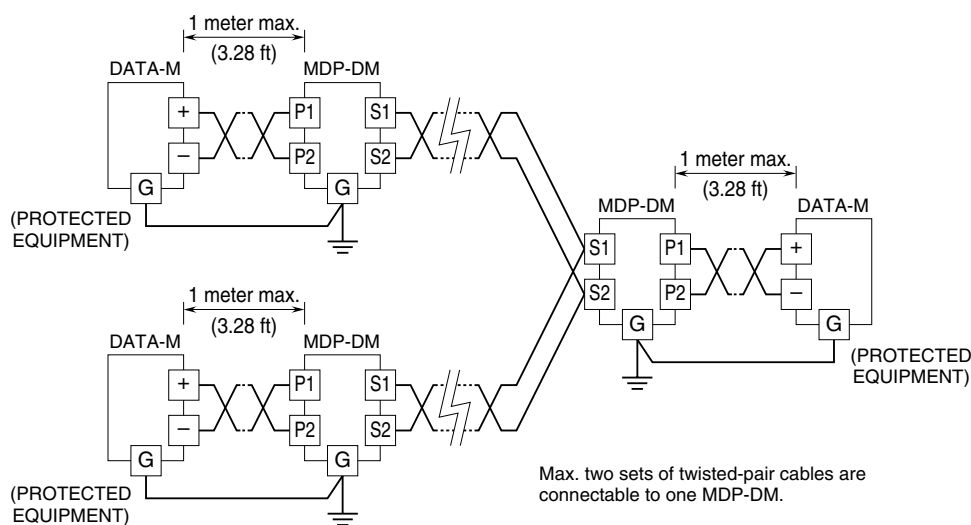 1 meter max.
(3.28 ft)
DATA-M
MDP-DM
+
P1
S1
−
P2
S2
G
G
(PROTECTED
EQUIPMENT)
1 meter max.
(3.28 ft)
MDP-DM
DATA-M
S1
P1
+
S2
P2
−
G
G
(PROTECTED
EQUIPMENT)
1 meter max.
(3.28 ft)
DATA-M
MDP-DM
+
P1
S1
−
P2
S2
G
G
(PROTECTED
EQUIPMENT)
Max. two sets of twisted-pair cables are
connectable to one MDP-DM.